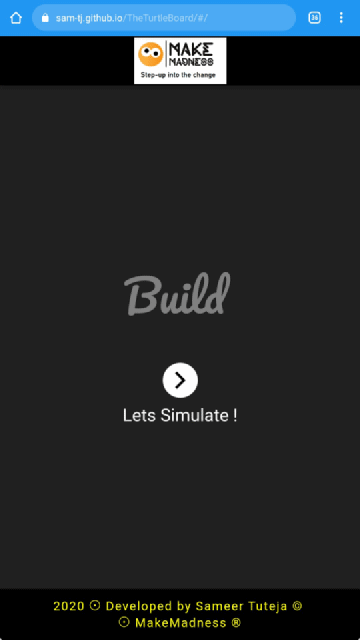 sam-tj.github.io/TheTurtleBoard/#/
36
MAKE
MADNESS
Step-up into the change
Build
Lets Simulate !
2020 ☉ Developed by Sameer Tuteja ©
☉ MakeMadness ®